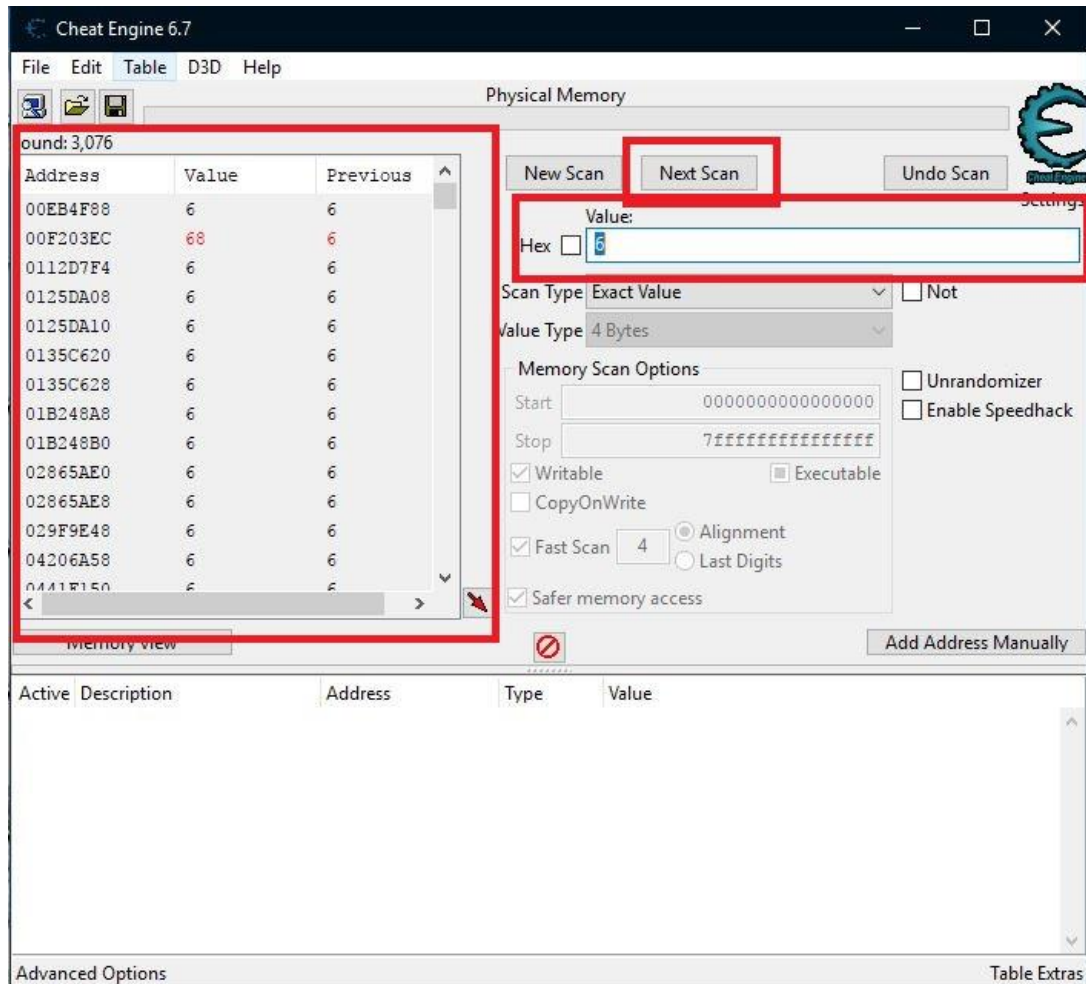 Cheat Engine 6.7
File Edit Table D3D Help
Physical Memory
ound: 3,076
Address Value Previous
00EB4F88 6 6
00F203EC 68 6
0112D7F4 6 6
0125DA08 6 6
0125DA10 6 6
0135C620 6 6
0135C628 6 6
01B248A8 6 6
01B248B0 6 6
02865AE0 6 6
02865AE8 6 6
029F9E48 6 6
04206A58 6 6
0441F150 6 6
New Scan Next Scan Undo Scan
Cheat Engine
Settings
Value:
Hex 6
Scan Type Exact Value Not
Value Type 4 Bytes
Memory Scan Options
Start 0000000000000000
Stop 7fffffffffffffff
Writable Executable
CopyOnWrite
Fast Scan 4 Alignment
Last Digits
Safer memory access
Unrandomizer
Enable Speedhack
Memory View Add Address Manually
Active Description Address Type Value
Advanced Options Table Extras